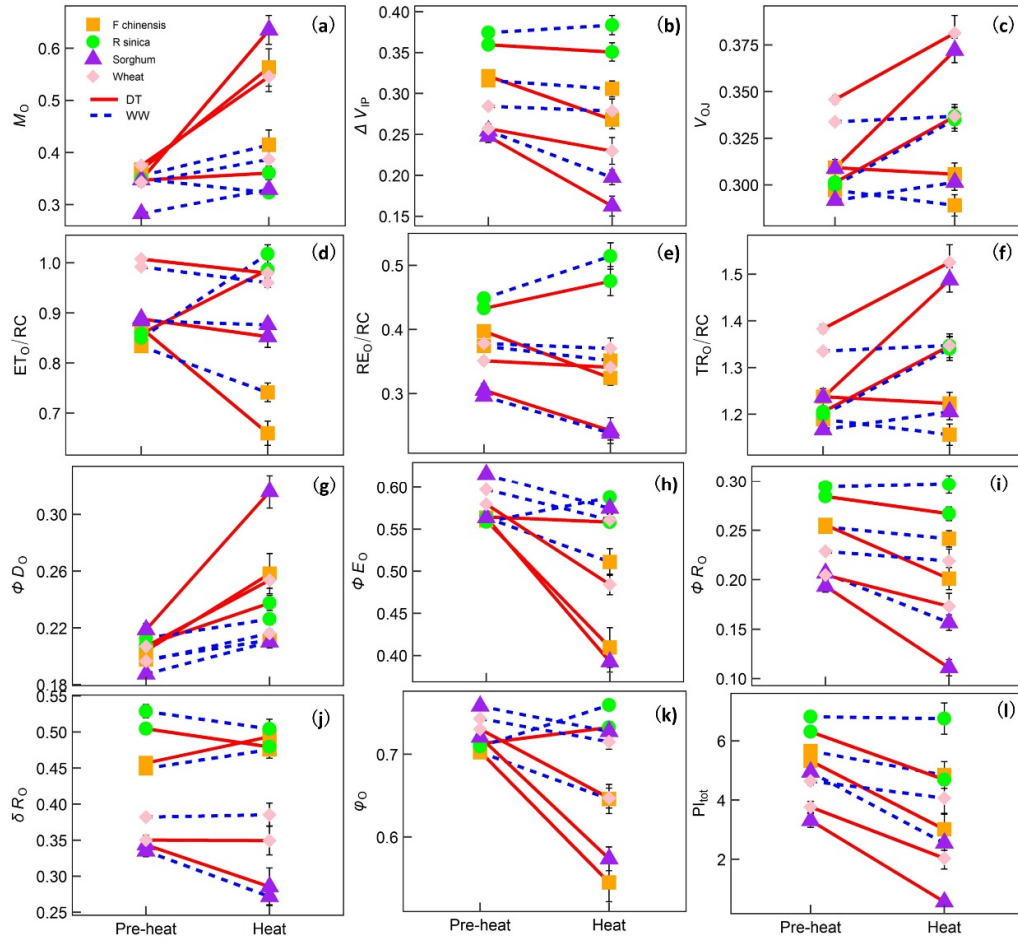 (a)
F chinensis
R sinica
Sorghum
Wheat
DT
WW
M_O
0.6
0.5
0.4
0.3
(b)
Δ V_IP
0.40
0.35
0.30
0.25
0.20
0.15
(c)
V_OJ
0.375
0.350
0.325
0.300
(d)
ET_O/RC
1.0
0.9
0.8
0.7
(e)
RE_O/RC
0.5
0.4
0.3
(f)
TR_O/RC
1.5
1.4
1.3
1.2
(g)
Φ D_O
0.30
0.26
0.22
0.18
(h)
Φ E_O
0.60
0.55
0.50
0.45
0.40
(i)
Φ R_O
0.30
0.25
0.20
0.15
0.10
(j)
δ R_O
0.55
0.50
0.45
0.40
0.35
0.30
0.25
Pre-heat
Heat
(k)
φ_O
0.7
0.6
Pre-heat
Heat
(l)
PI_tot
6
4
2
Pre-heat
Heat